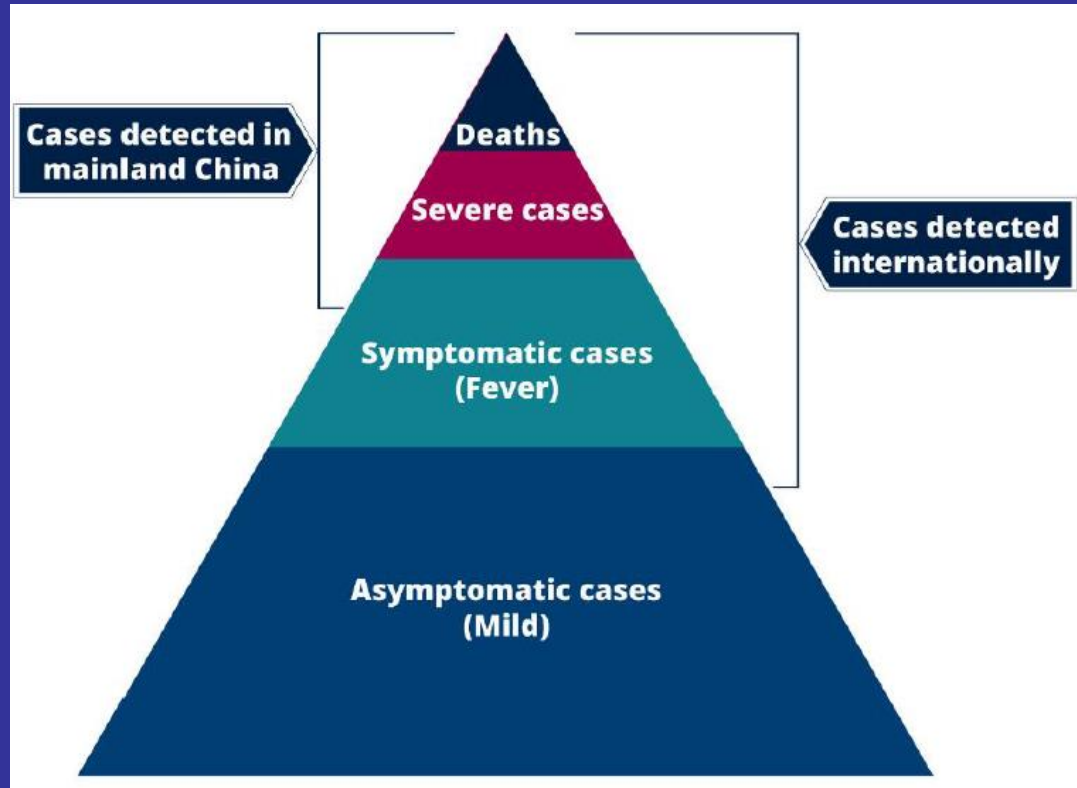 Deaths
Cases detected in
mainland China
Severe cases
Cases detected
internationally
Symptomatic cases
(Fever)
Asymptomatic cases
(Mild)